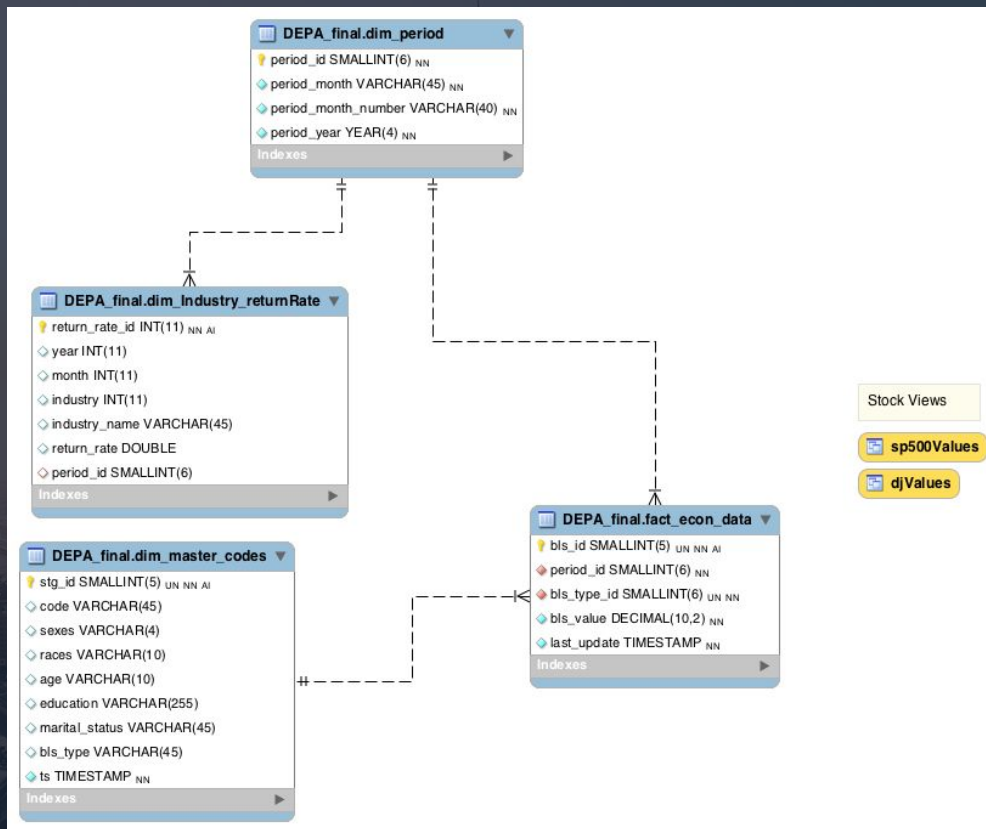 DEPA_final.dim_period
period_id SMALLINT(6) NN
period_month VARCHAR(45) NN
period_month_number VARCHAR(40) NN
period_year YEAR(4) NN
Indexes
DEPA_final.dim_Industry_returnRate
return_rate_id INT(11) NN AI
year INT(11)
month INT(11)
industry INT(11)
industry_name VARCHAR(45)
return_rate DOUBLE
period_id SMALLINT(6)
Indexes
Stock Views
sp500Values
djValues
DEPA_final.fact_econ_data
bls_id SMALLINT(5) UN NN AI
period_id SMALLINT(6) NN
bls_type_id SMALLINT(6) UN NN
bls_value DECIMAL(10,2) NN
last_update TIMESTAMP NN
Indexes
DEPA_final.dim_master_codes
stg_id SMALLINT(5) UN NN AI
code VARCHAR(45)
sexes VARCHAR(4)
races VARCHAR(10)
age VARCHAR(10)
education VARCHAR(255)
marital_status VARCHAR(45)
bls_type VARCHAR(45)
ts TIMESTAMP NN
Indexes